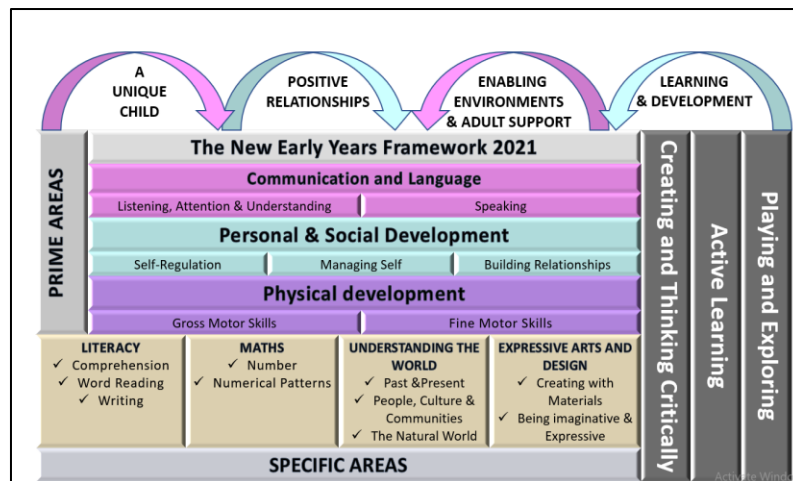 A
UNIQUE
CHILD
POSITIVE
RELATIONSHIPS
ENABLING
ENVIRONMENTS
& ADULT SUPPORT
LEARNING
& DEVELOPMENT
PRIME AREAS
The New Early Years Framework 2021
Communication and Language
Listening, Attention & Understanding
Speaking
Personal & Social Development
Self-Regulation
Managing Self
Building Relationships
Physical development
Gross Motor Skills
Fine Motor Skills
LITERACY
✓ Comprehension
✓ Word Reading
✓ Writing
MATHS
✓ Number
✓ Numerical Patterns
UNDERSTANDING THE
WORLD
✓ Past &Present
✓ People, Culture &
Communities
✓ The Natural World
EXPRESSIVE ARTS AND
DESIGN
✓ Creating with
Materials
✓ Being imaginative &
Expressive
SPECIFIC AREAS
Creating and Thinking Critically
Active Learning
Playing and Exploring
Activate Windo